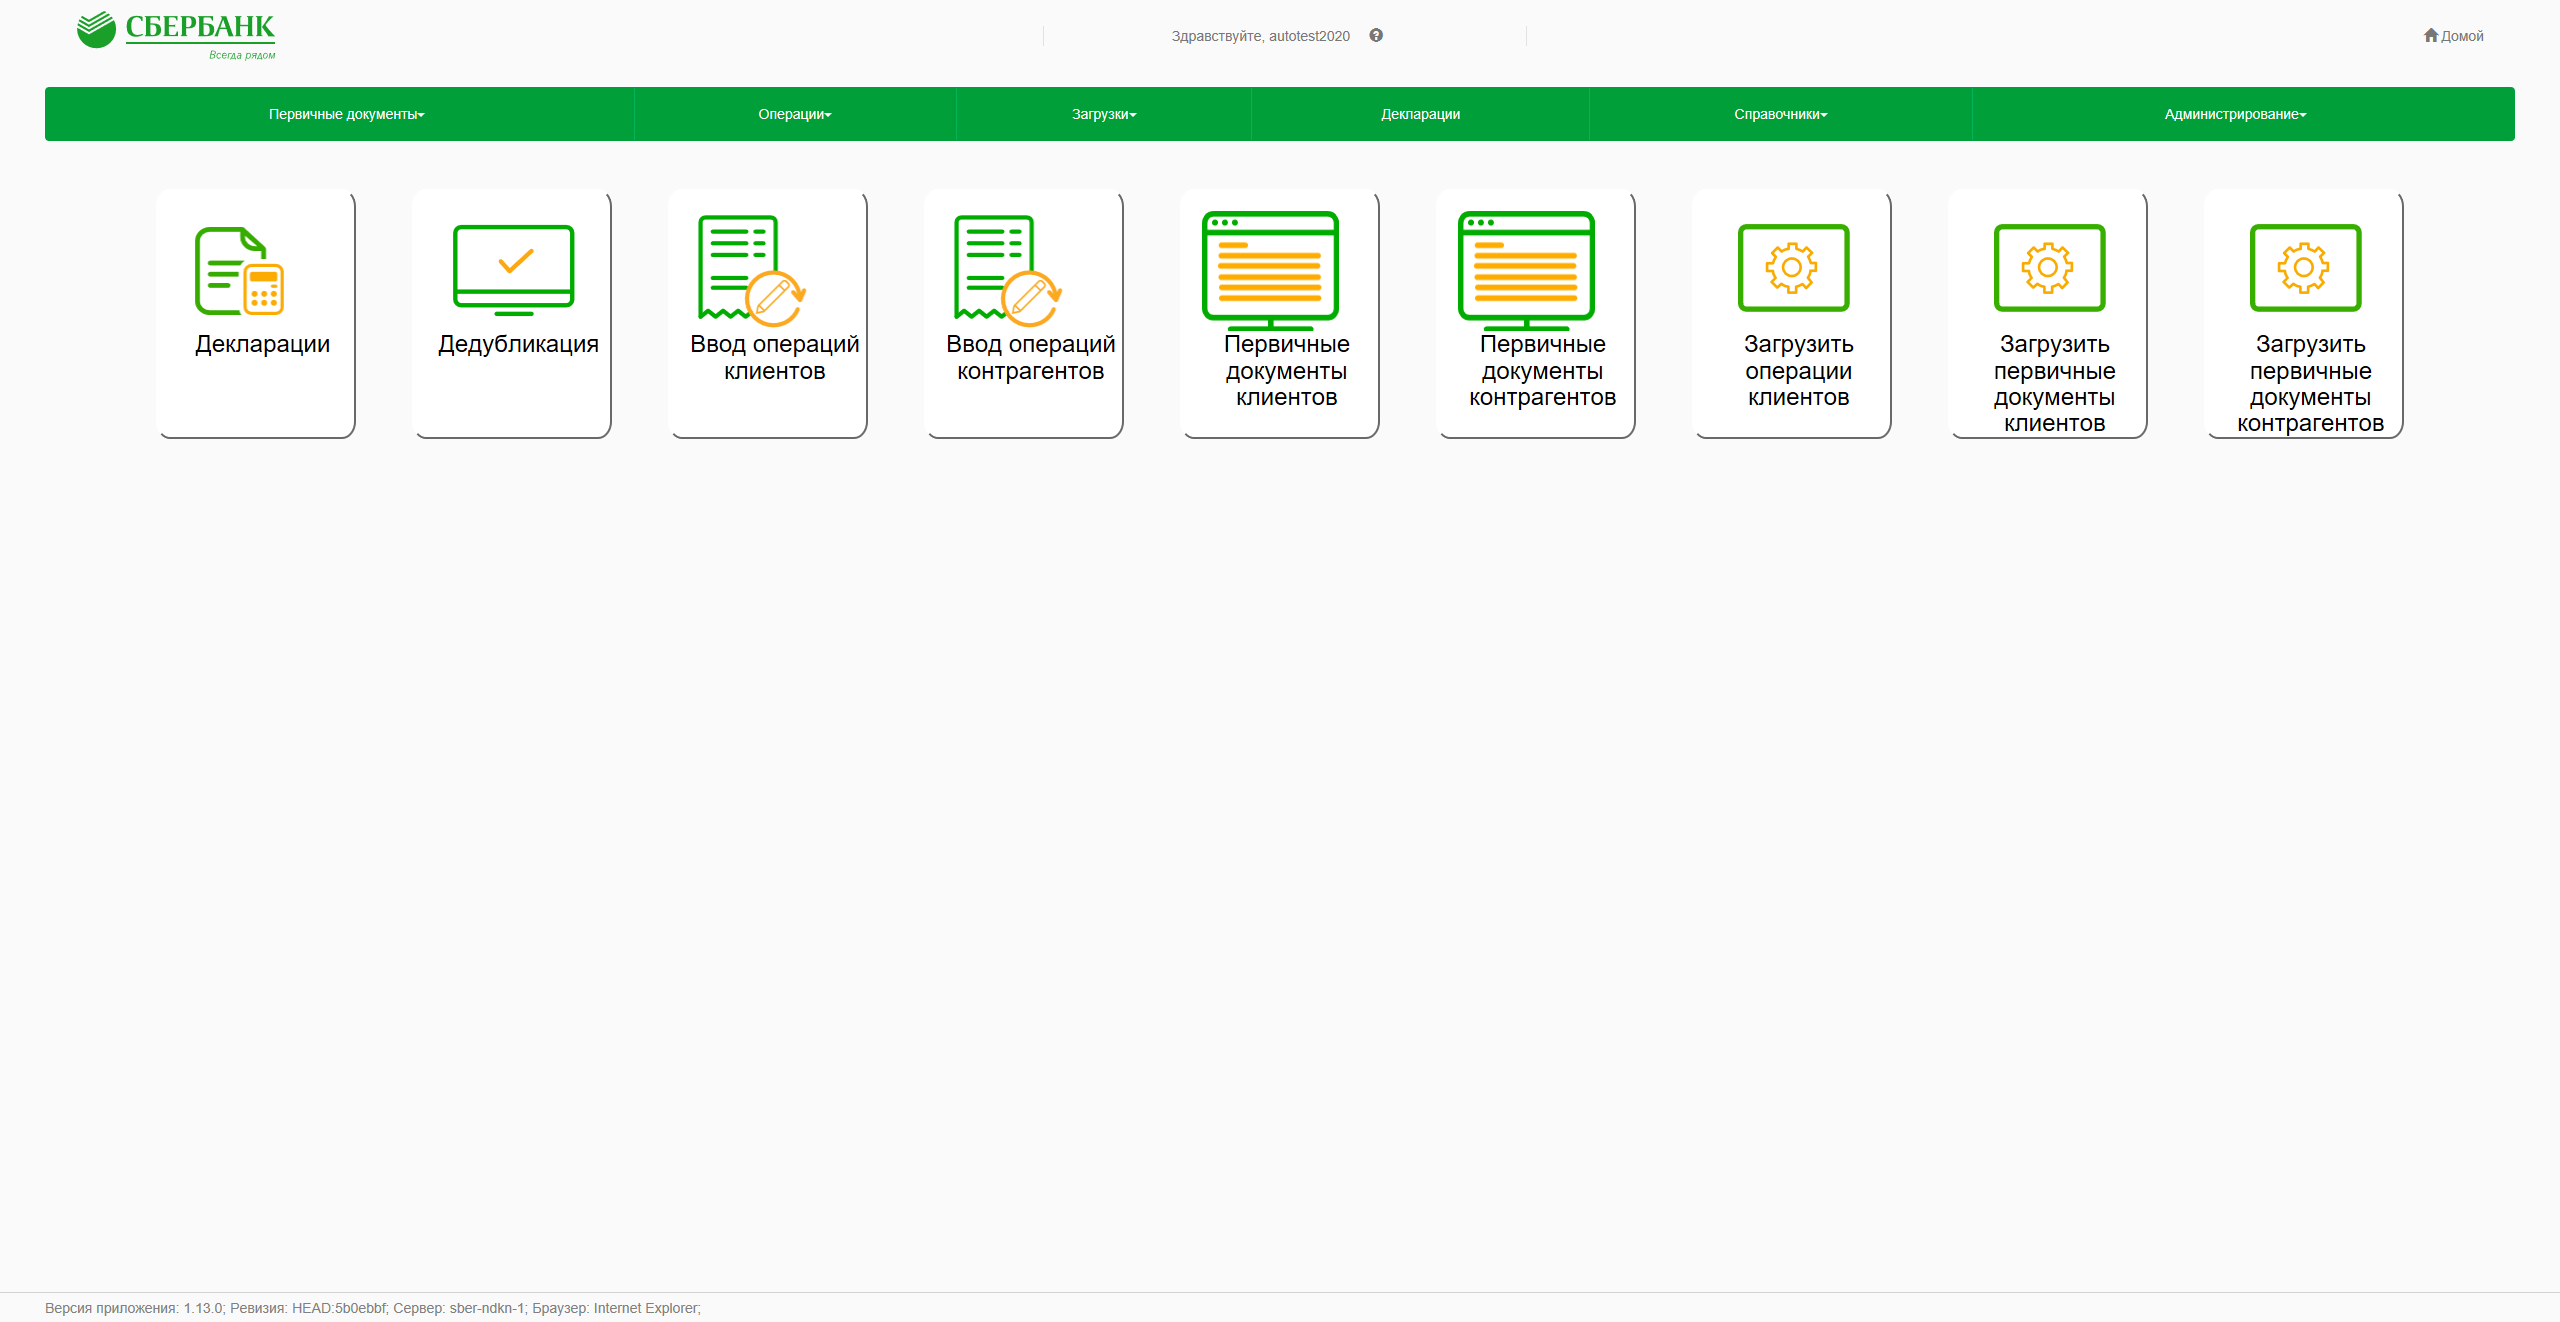 СБЕРБАНК
Всегда рядом
Здравствуйте, autotest2020
Домой
Первичные документы
Операции
Загрузки
Декларации
Справочники
Администрирование
Декларации
Дедубликация
Ввод операций
клиентов
Ввод операций
контрагентов
Первичные
документы
клиентов
Первичные
документы
контрагентов
Загрузить
операции
клиентов
Загрузить
первичные
документы
клиентов
Загрузить
первичные
документы
контрагентов
Версия приложения: 1.13.0; Ревизия: HEAD:5b0ebbf; Сервер: sber-ndkn-1; Браузер: Internet Explorer;